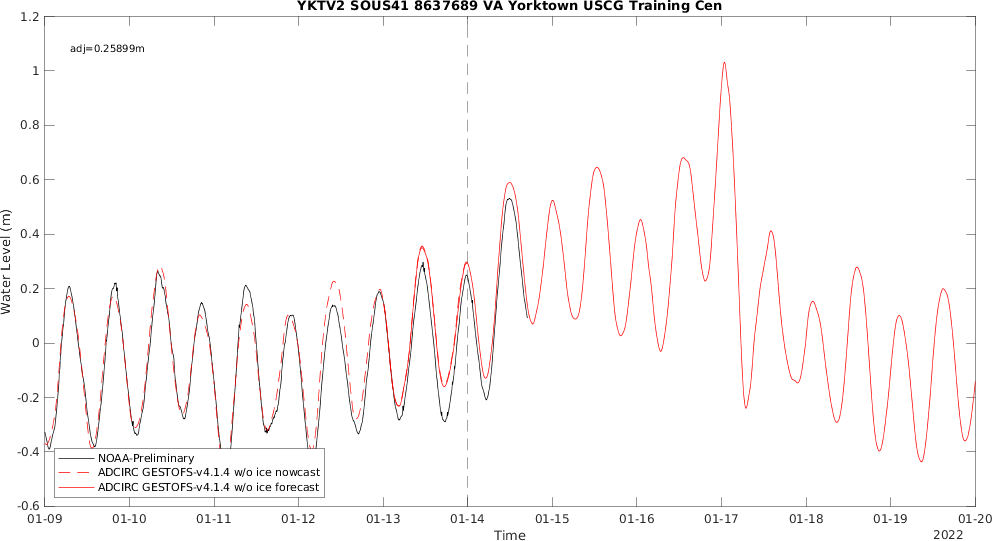 YKTV2 SOUS41 8637689 VA Yorktown USCG Training Cen
adj=0.25899m
1.2
1
0.8
0.6
0.4
0.2
0
-0.2
-0.4
-0.6
Water Level (m)
NOAA-Preliminary
ADCIRC GESTOFS-v4.1.4 w/o ice nowcast
ADCIRC GESTOFS-v4.1.4 w/o ice forecast
01-09 01-10 01-11 01-12 01-13 01-14 01-15 01-16 01-17 01-18 01-19 01-20
Time
2022